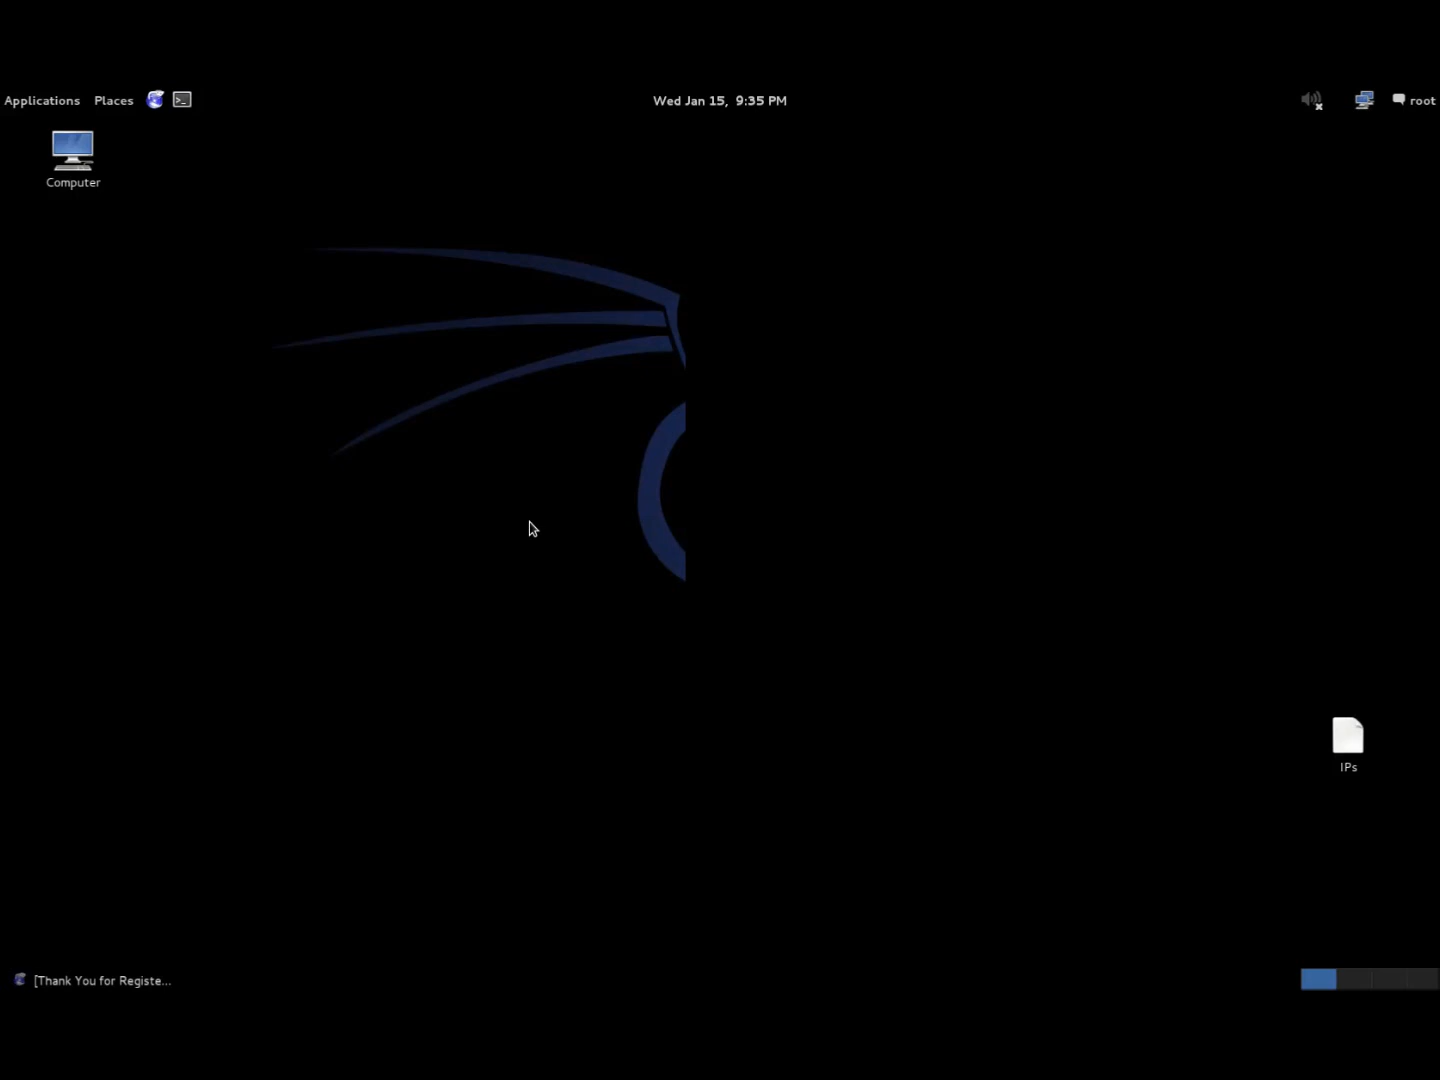 Applications Places Wed Jan 15, 9:35 PM root
Computer
IPs
[Thank You for Registe...